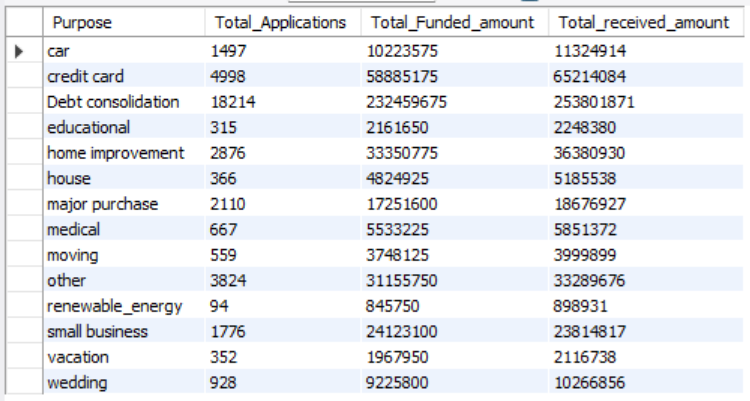 Purpose Total_Applications Total_Funded_amount Total_received_amount
car 1497 10223575 11324914
credit card 4998 58885175 65214084
Debt consolidation 18214 232459675 253801871
educational 315 2161650 2248380
home improvement 2876 33350775 36380930
house 366 4824925 5185538
major purchase 2110 17251600 18676927
medical 667 5533225 5851372
moving 559 3748125 3999899
other 3824 31155750 33289676
renewable_energy 94 845750 898931
small business 1776 24123100 23814817
vacation 352 1967950 2116738
wedding 928 9225800 10266856